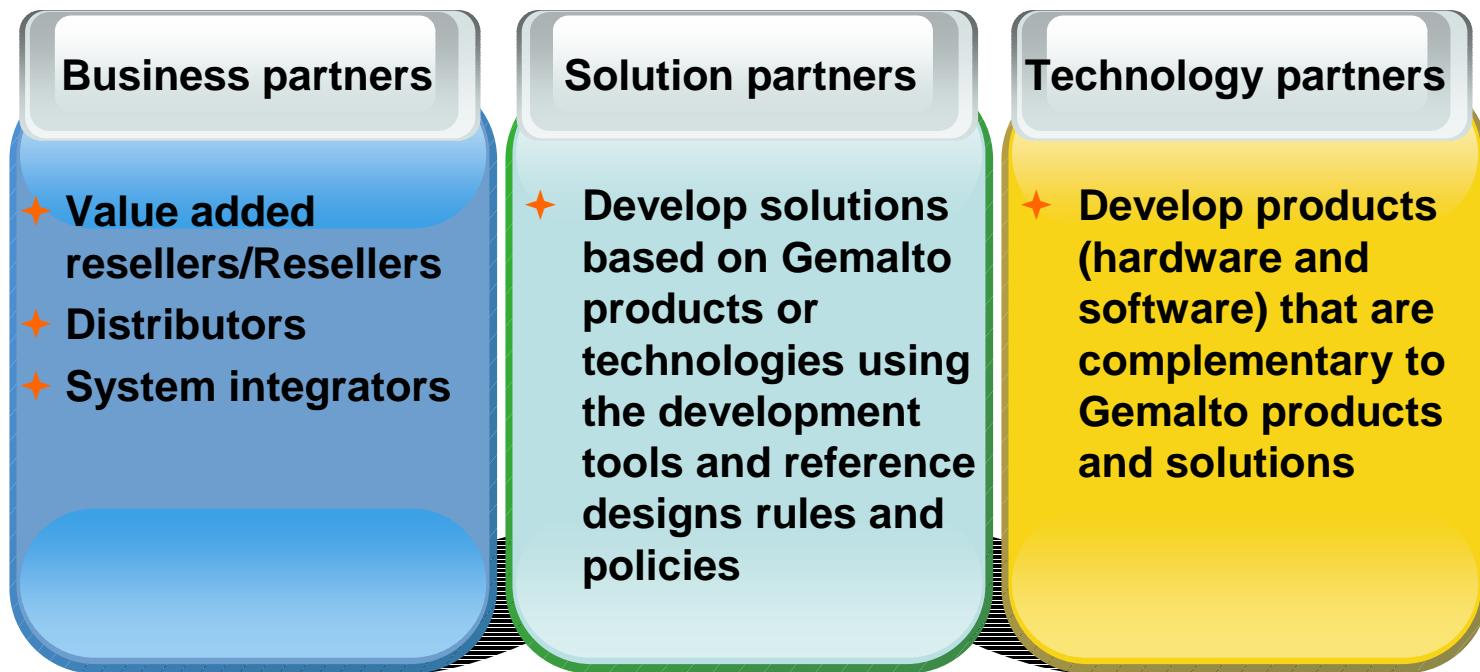 Business partners
Value added
resellers/Resellers
Distributors
System integrators
Solution partners
Develop solutions
based on Gemalto
products or
technologies using
the development
tools and reference
designs rules and
policies
Technology partners
Develop products
(hardware and
software) that are
complementary to
Gemalto products
and solutions